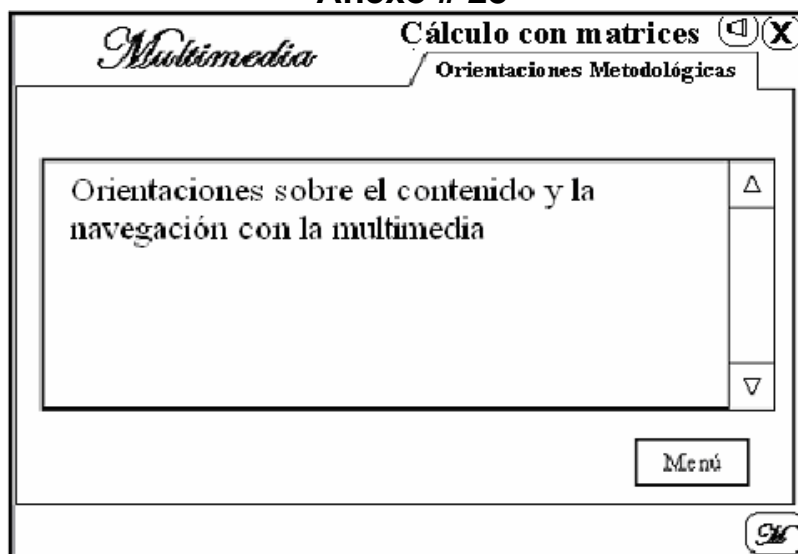 Multimedia
Cálculo con matrices
X
Orientaciones Metodológicas
Orientaciones sobre el contenido y la
navegación con la multimedia
Menú
M